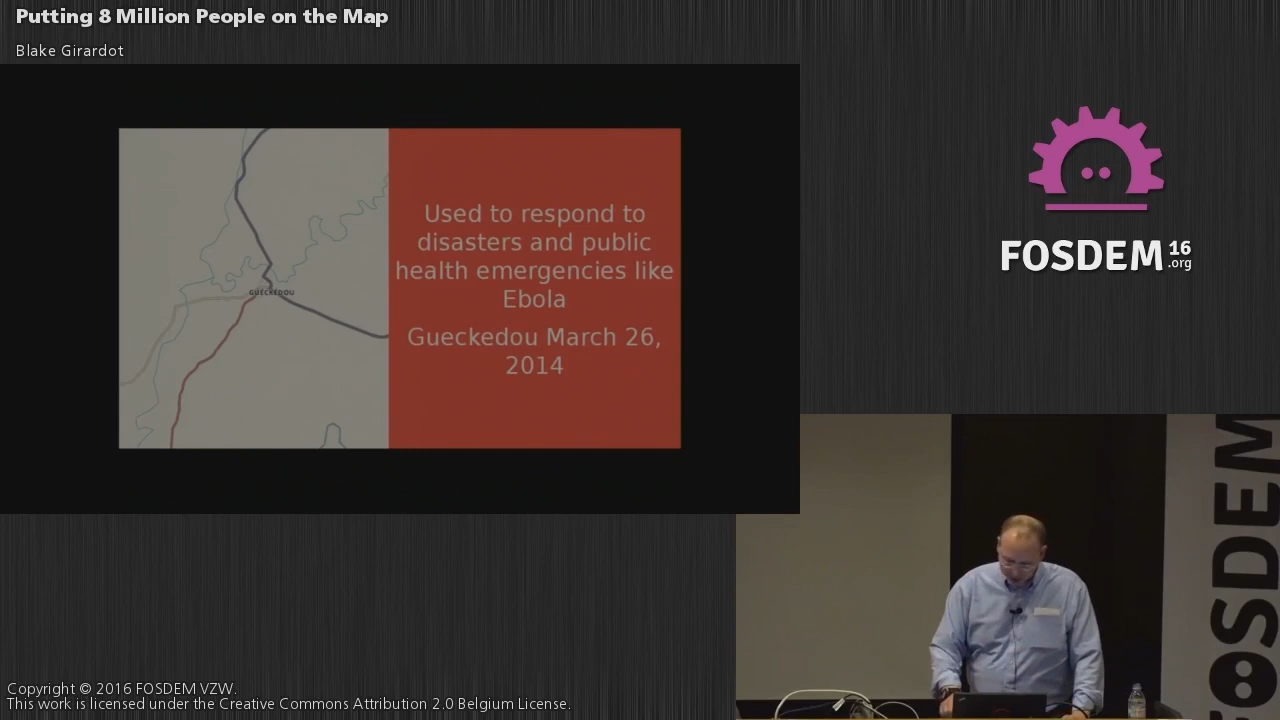 Putting 8 Million People on the Map
Blake Girardot
Used to respond to
disasters and public
health emergencies like
Ebola
Gueckedou March 26,
2014
GUECKEDOU
FOSDEM 16
.org
FOSDEM
Copyright © 2016 FOSDEM VZW.
This work is licensed under the Creative Commons Attribution 2.0 Belgium License.